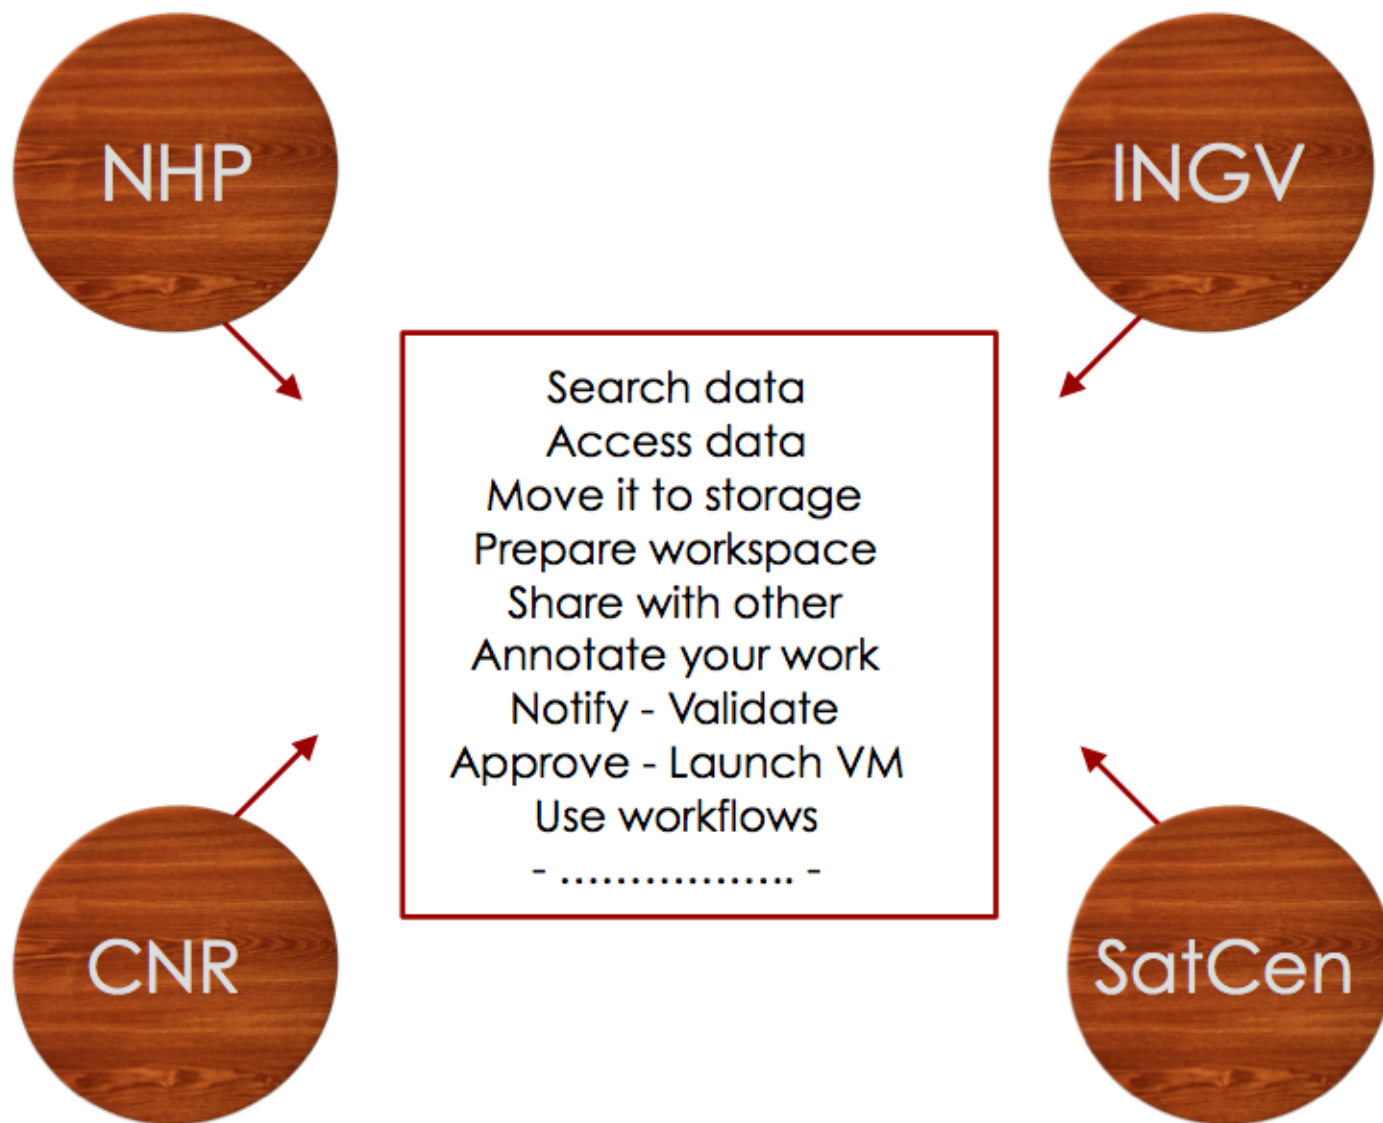 NHP
INGV
Search data
Access data
Move it to storage
Prepare workspace
Share with other
Annotate your work
Notify - Validate
Approve - Launch VM
Use workflows
- ................. -
CNR
SatCen